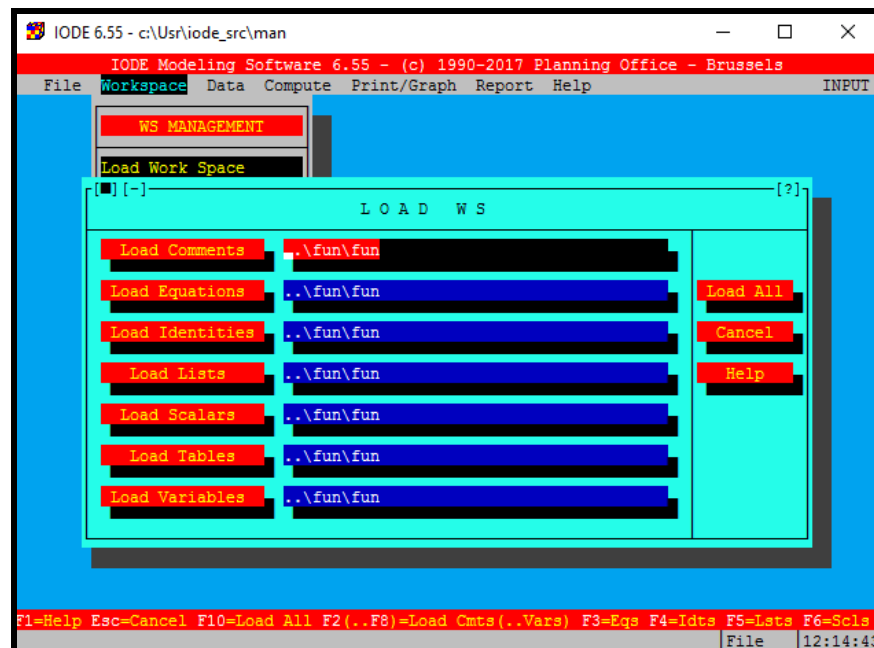 IODE 6.55 - c:\Usr\iode_src\man
IODE Modeling Software 6.55 - (c) 1990-2017 Planning Office - Brussels
File Workspace Data Compute Print/Graph Report Help INPUT
WS MANAGEMENT
Load Work Space
[■][-] [?]
L O A D W S
Load Comments ..\fun\fun
Load Equations ..\fun\fun
Load All
Load Identities ..\fun\fun
Cancel
Load Lists ..\fun\fun
Help
Load Scalars ..\fun\fun
Load Tables ..\fun\fun
Load Variables ..\fun\fun
F1=Help Esc=Cancel F10=Load All F2(..F8)=Load Cmts(..Vars) F3=Eqs F4=Idts F5=Lsts F6=Scls
File 12:14:43